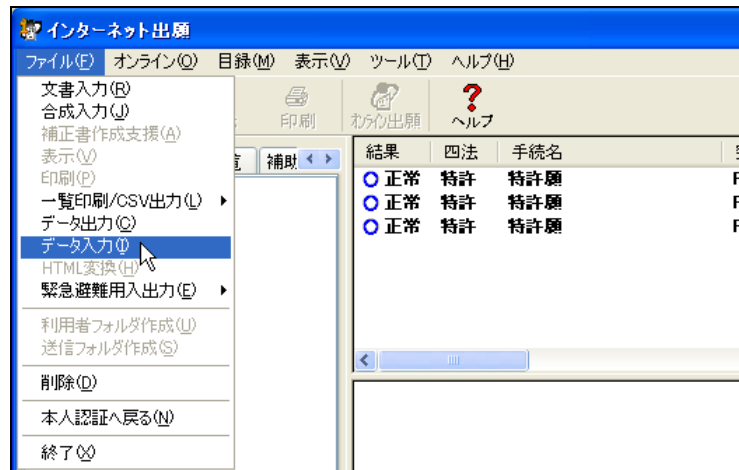 インターネット出願
ファイル(F) オンライン(O) 目録(M) 表示(V) ツール(T) ヘルプ(H)
文書入力(R)
合成入力(J)
補正書作成支援(A)
表示(V)
印刷(P)
一覧印刷/CSV出力(L)
データ出力(C)
データ入力(I)
HTML変換(H)
緊急避難用入出力(E)
利用者フォルダ作成(U)
送信フォルダ作成(S)
削除(D)
本人認証へ戻る(N)
終了(X)
印刷 オンライン出願 ヘルプ
補助
結果 四法 手続名
正常 特許 特許願
正常 特許 特許願
正常 特許 特許願